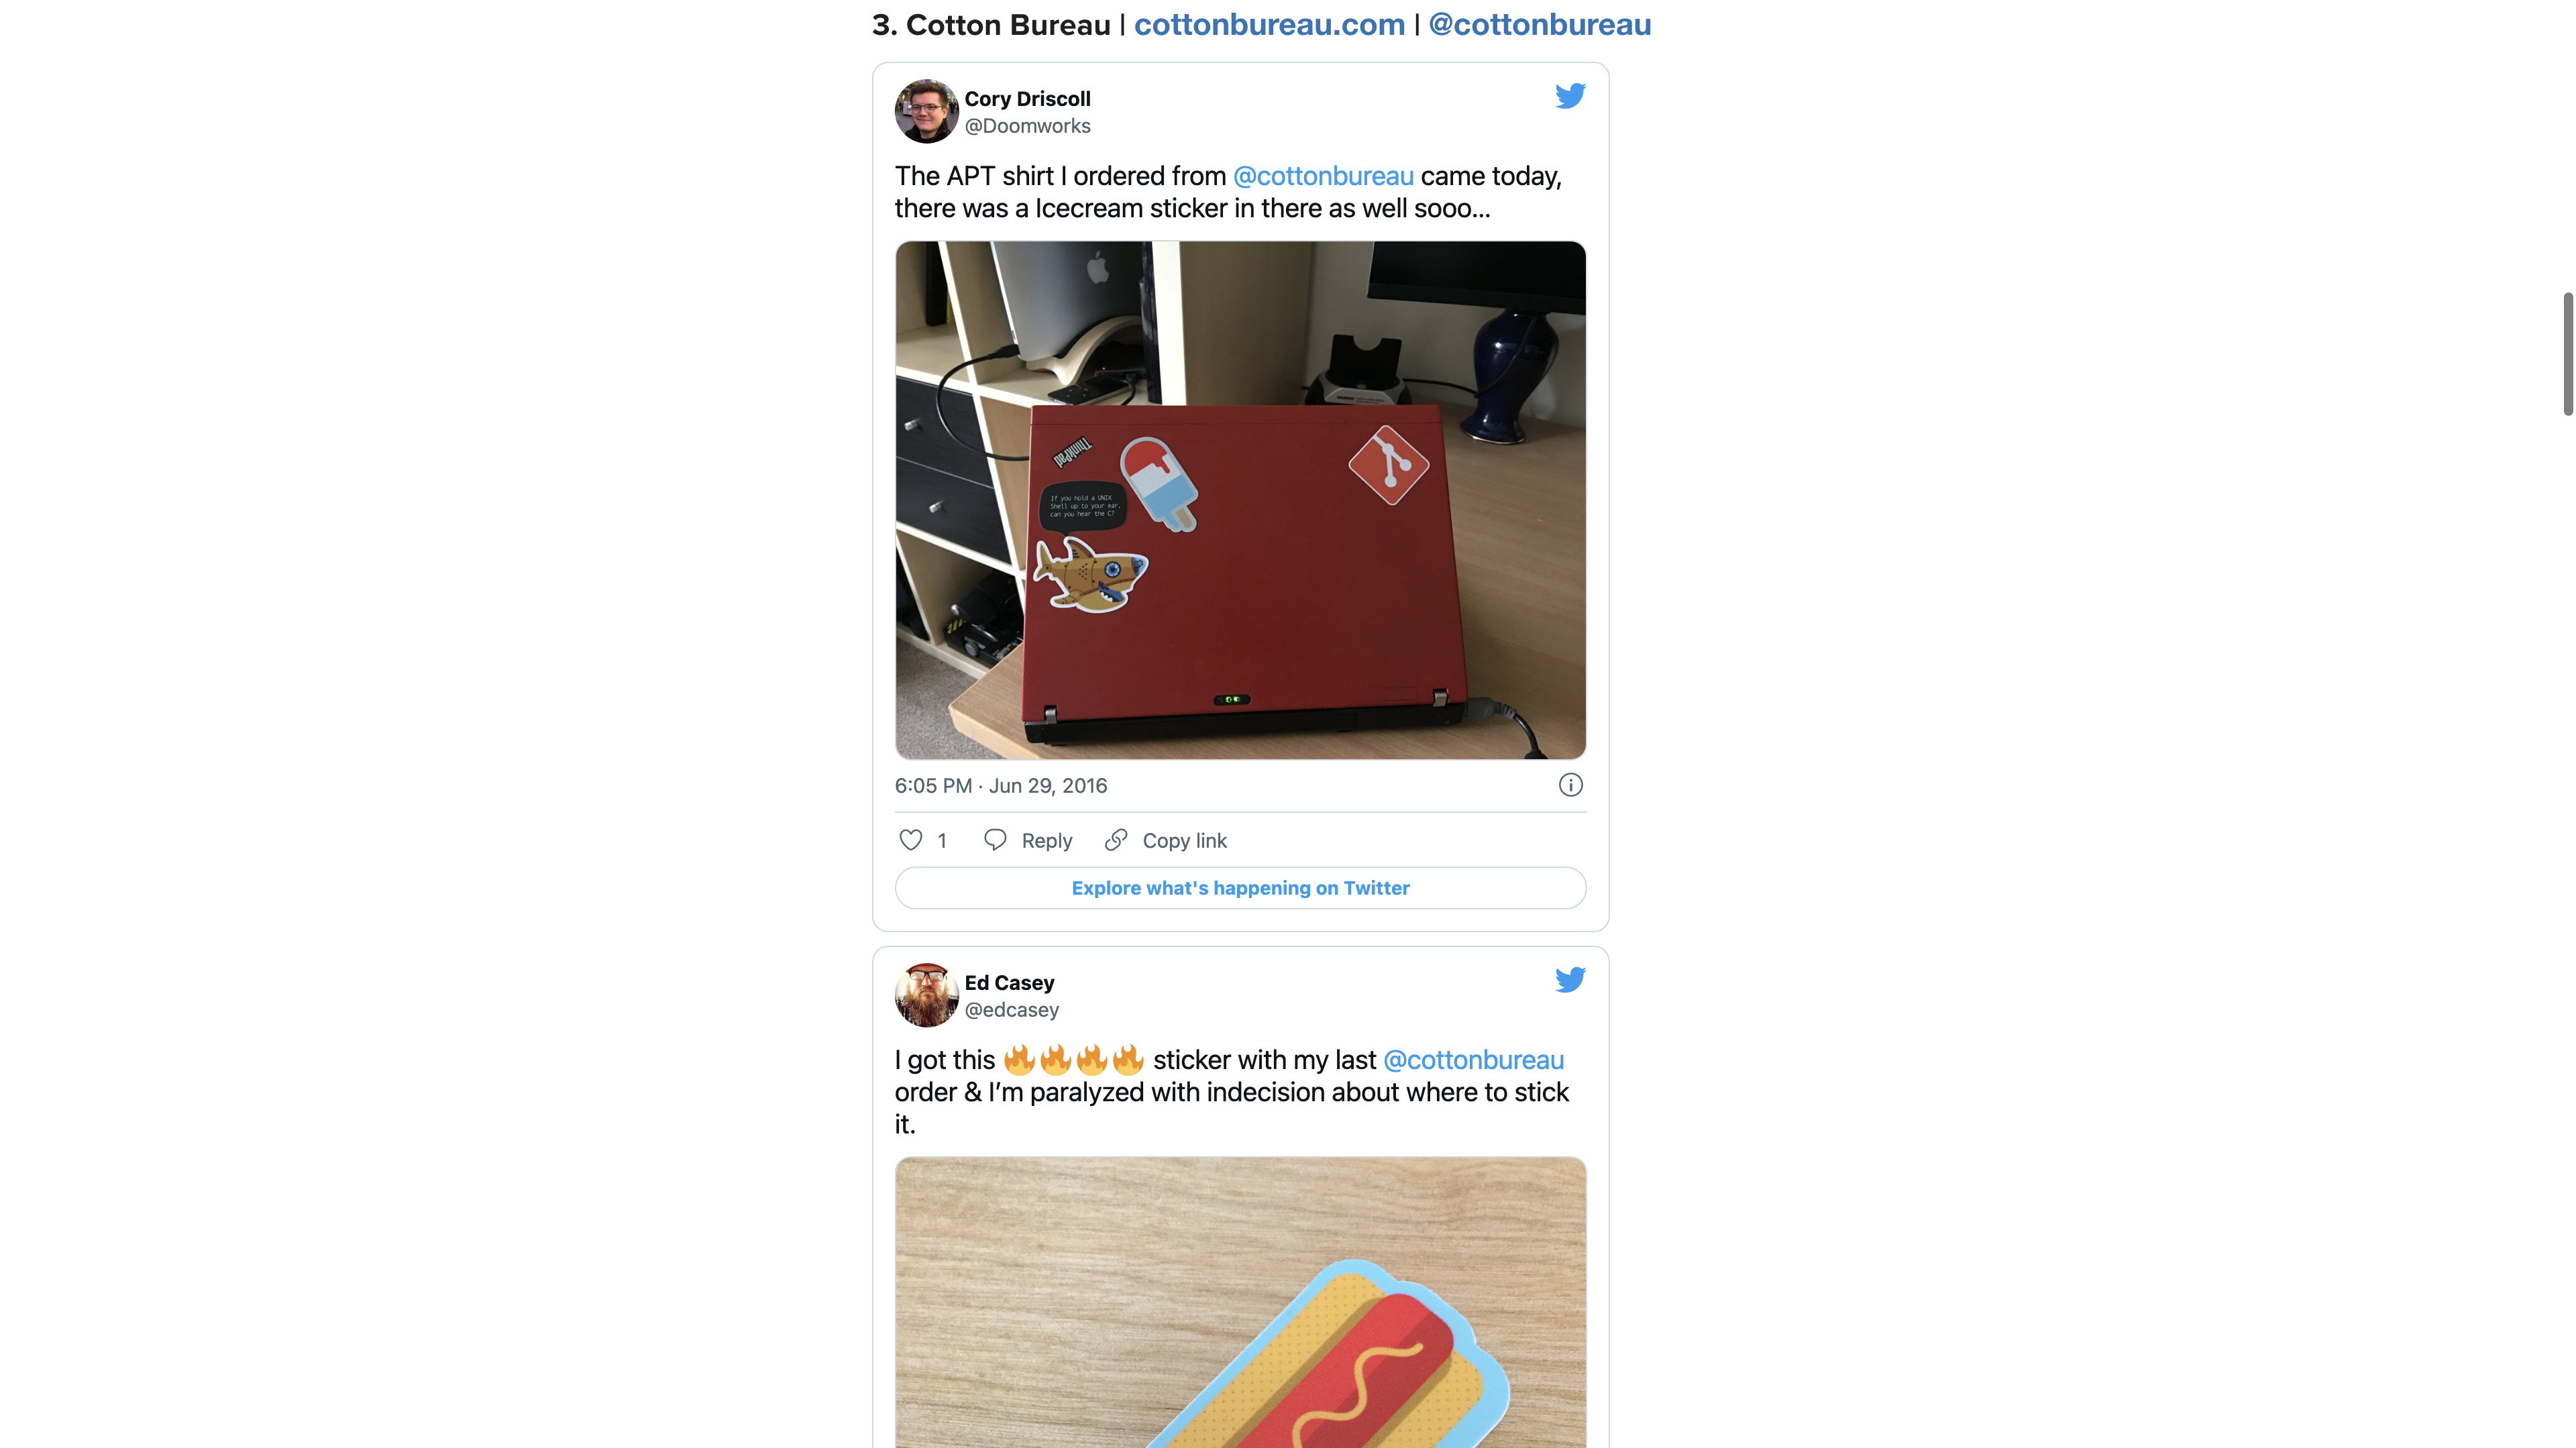 3. Cotton Bureau | cottonbureau.com | @cottonbureau
Cory Driscoll
@Doomworks
The APT shirt I ordered from @cottonbureau came today,
there was a Icecream sticker in there as well sooo...
ThinkPad
If you hold a UNIX
Shell up to your ear,
can you hear the C?
6:05 PM · Jun 29, 2016
1 Reply Copy link
Explore what's happening on Twitter
Ed Casey
@edcasey
I got this 🔥🔥🔥🔥 sticker with my last @cottonbureau
order & I’m paralyzed with indecision about where to stick
it.